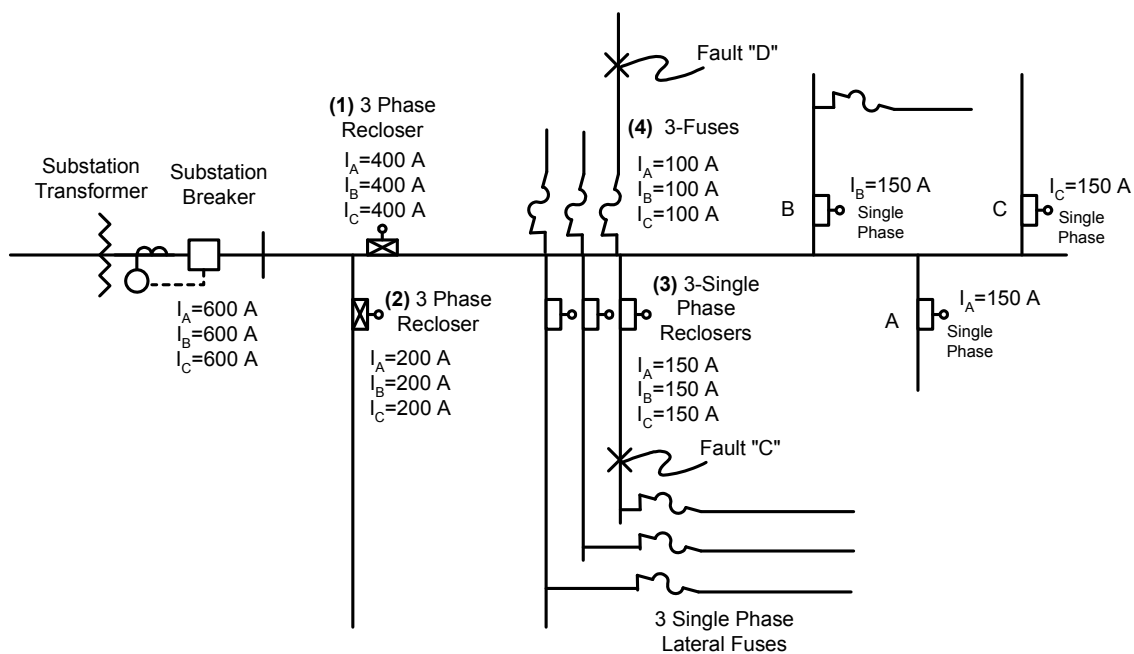 Substation
Transformer
Substation
Breaker
I_A=600 A
I_B=600 A
I_C=600 A
(1) 3 Phase
Recloser
I_A=400 A
I_B=400 A
I_C=400 A
(2) 3 Phase
Recloser
I_A=200 A
I_B=200 A
I_C=200 A
Fault "D"
(4) 3-Fuses
I_A=100 A
I_B=100 A
I_C=100 A
(3) 3-Single
Phase
Reclosers
I_A=150 A
I_B=150 A
I_C=150 A
Fault "C"
3 Single Phase
Lateral Fuses
B
I_B=150 A
Single
Phase
A
I_A=150 A
Single
Phase
C
I_C=150 A
Single
Phase